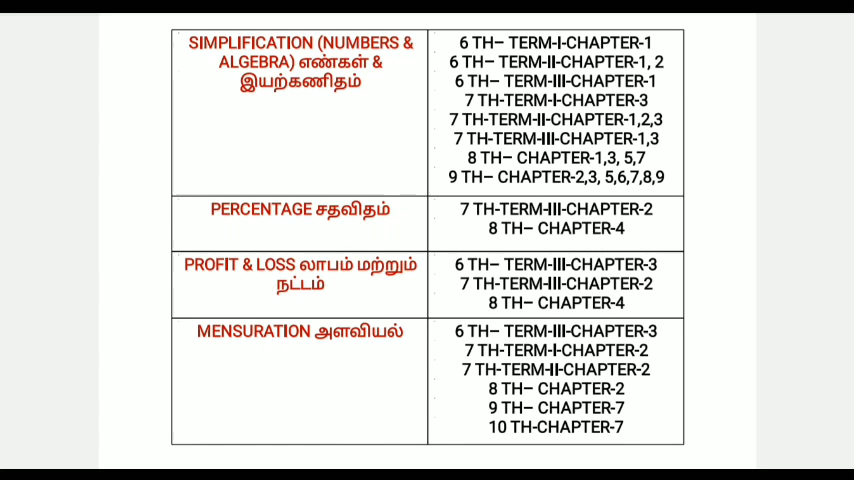 SIMPLIFICATION (NUMBERS &
ALGEBRA) எண்கள் &
இயற்கணிதம்
6 TH– TERM-I-CHAPTER-1
6 TH– TERM-II-CHAPTER-1, 2
6 TH– TERM-III-CHAPTER-1
7 TH-TERM-I-CHAPTER-3
7 TH-TERM-II-CHAPTER-1,2,3
7 TH-TERM-III-CHAPTER-1,3
8 TH– CHAPTER-1,3, 5,7
9 TH– CHAPTER-2,3, 5,6,7,8,9
PERCENTAGE சதவிதம்
7 TH-TERM-III-CHAPTER-2
8 TH– CHAPTER-4
PROFIT & LOSS லாபம் மற்றும்
நட்டம்
6 TH– TERM-III-CHAPTER-3
7 TH-TERM-III-CHAPTER-2
8 TH– CHAPTER-4
MENSURATION அளவியல்
6 TH– TERM-III-CHAPTER-3
7 TH-TERM-I-CHAPTER-2
7 TH-TERM-II-CHAPTER-2
8 TH– CHAPTER-2
9 TH– CHAPTER-7
10 TH-CHAPTER-7